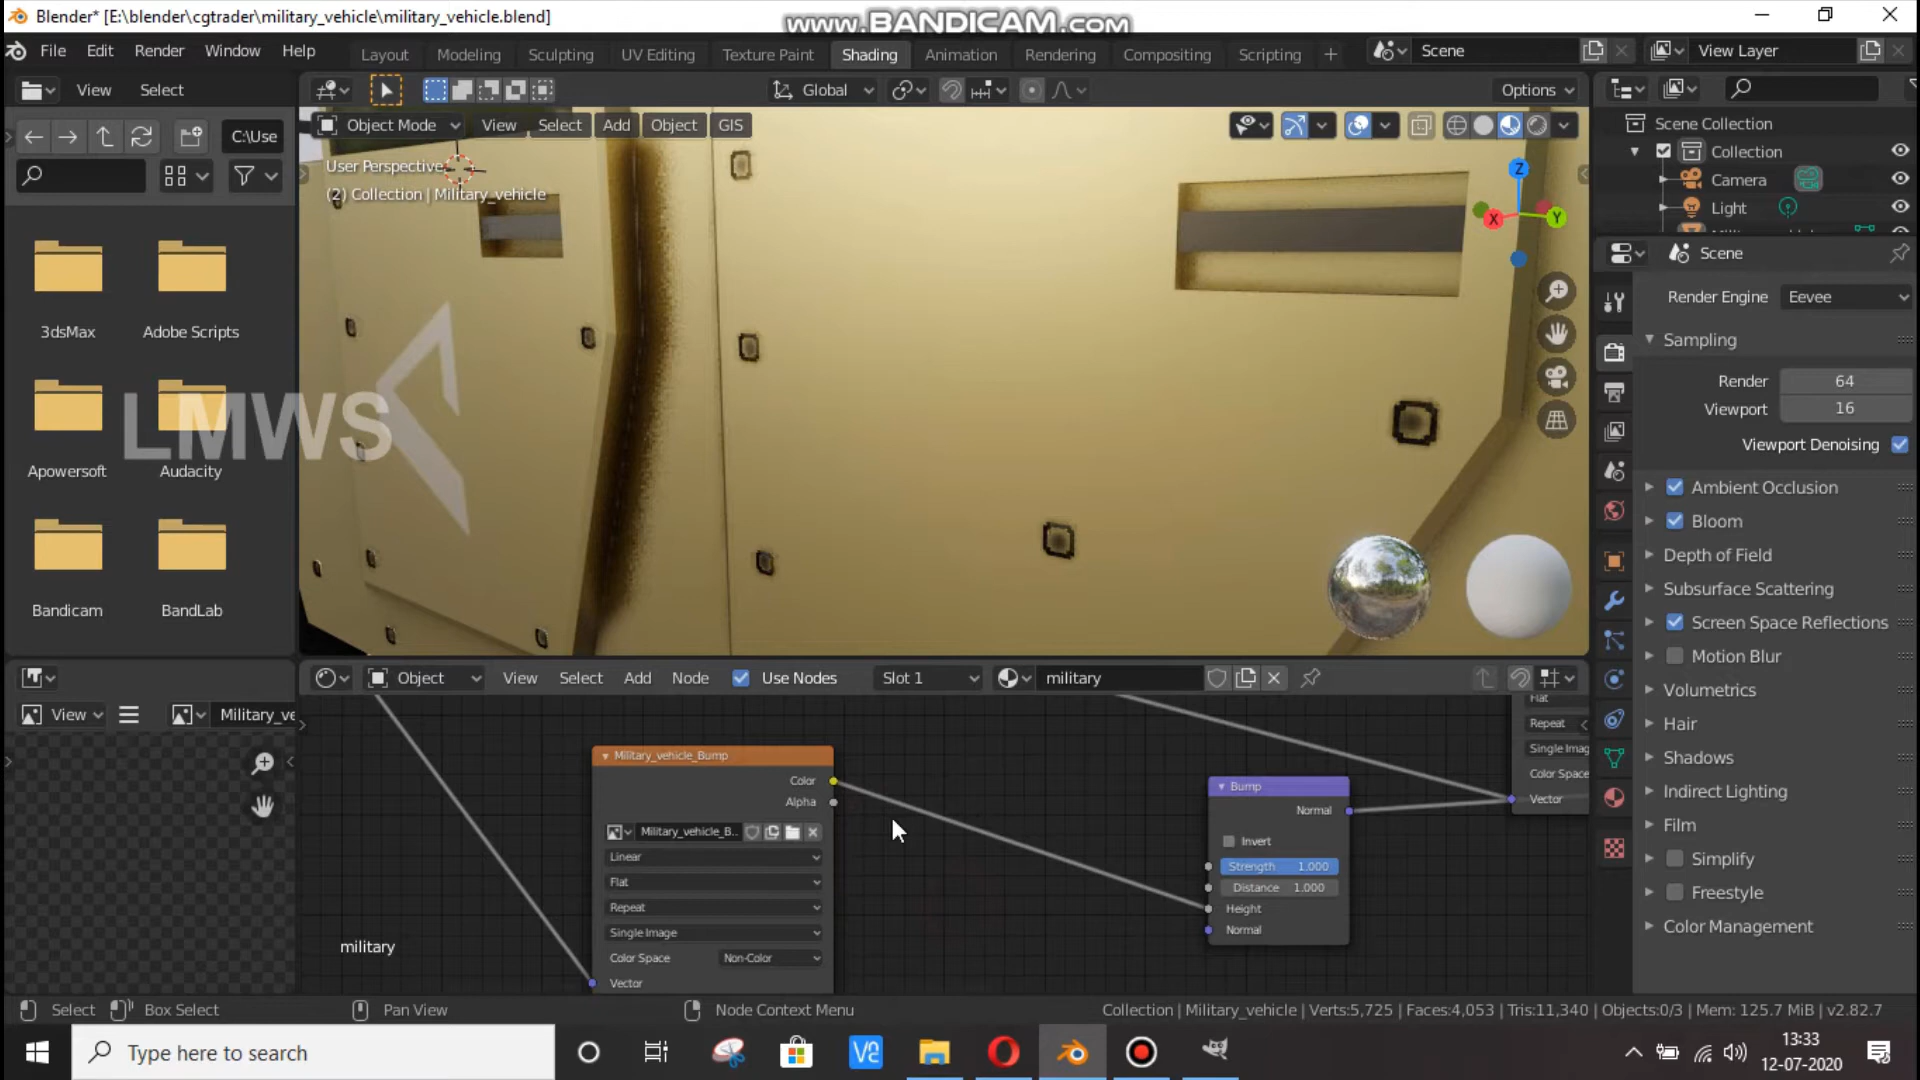 Blender* [E:\blender\cgtrader\military_vehicle\military_vehicle.blend]
www.BANDICAM.com
File Edit Render Window Help
Layout Modeling Sculpting UV Editing Texture Paint Shading Animation Rendering Compositing Scripting +
Scene
View Layer
View Select
Global
Options
C:\Use
Object Mode View Select Add Object GIS
User Perspective
(2) Collection | Military_vehicle
Z
X
Y
Scene Collection
Collection
Camera
Light
3dsMax
Adobe Scripts
Apowersoft
Audacity
Bandicam
BandLab
LMWS
Scene
Render Engine Eevee
Sampling
Render 64
Viewport 16
Viewport Denoising
Ambient Occlusion
Bloom
Depth of Field
Subsurface Scattering
Screen Space Reflections
Motion Blur
Volumetrics
Hair
Shadows
Indirect Lighting
Film
Simplify
Freestyle
Color Management
Object View Select Add Node Use Nodes Slot 1 military
View
Military_ve
Military_vehicle_Bump
Color
Alpha
Military_vehicle_B..
Linear
Flat
Repeat
Single Image
Color Space Non-Color
Vector
Bump
Normal
Invert
Strength 1.000
Distance 1.000
Height
Normal
Flat
Repeat
Single Imag
Color Space
Vector
military
Select Box Select Pan View Node Context Menu
Collection | Military_vehicle | Verts:5,725 | Faces:4,053 | Tris:11,340 | Objects:0/3 | Mem: 125.7 MiB | v2.82.7
Type here to search
13:33
12-07-2020